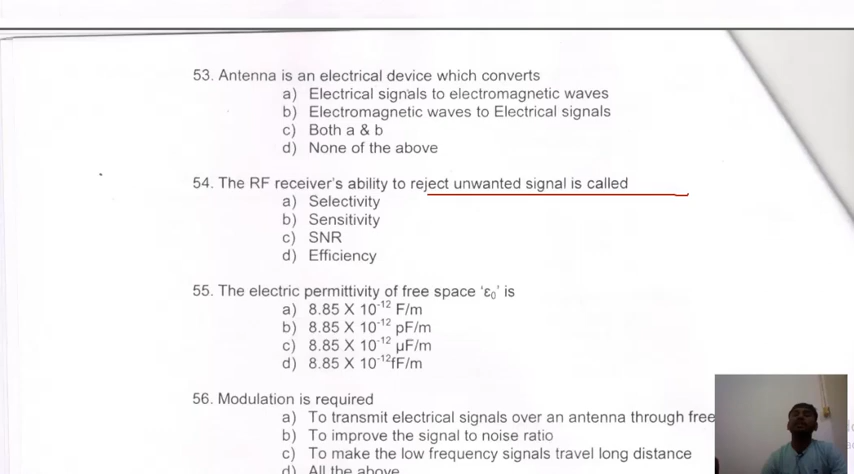 53. Antenna is an electrical device which converts
a) Electrical signals to electromagnetic waves
b) Electromagnetic waves to Electrical signals
c) Both a & b
d) None of the above
54. The RF receiver's ability to reject unwanted signal is called
a) Selectivity
b) Sensitivity
c) SNR
d) Efficiency
55. The electric permittivity of free space 'ε₀' is
a) 8.85 X 10⁻¹² F/m
b) 8.85 X 10⁻¹² pF/m
c) 8.85 X 10⁻¹² µF/m
d) 8.85 X 10⁻¹²fF/m
56. Modulation is required
a) To transmit electrical signals over an antenna through free
b) To improve the signal to noise ratio
c) To make the low frequency signals travel long distance
d) All the above